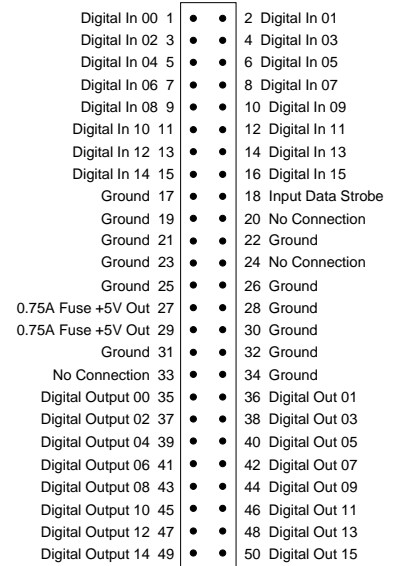 Digital In 00 1 2 Digital In 01
Digital In 02 3 4 Digital In 03
Digital In 04 5 6 Digital In 05
Digital In 06 7 8 Digital In 07
Digital In 08 9 10 Digital In 09
Digital In 10 11 12 Digital In 11
Digital In 12 13 14 Digital In 13
Digital In 14 15 16 Digital In 15
Ground 17 18 Input Data Strobe
Ground 19 20 No Connection
Ground 21 22 Ground
Ground 23 24 No Connection
Ground 25 26 Ground
0.75A Fuse +5V Out 27 28 Ground
0.75A Fuse +5V Out 29 30 Ground
Ground 31 32 Ground
No Connection 33 34 Ground
Digital Output 00 35 36 Digital Out 01
Digital Output 02 37 38 Digital Out 03
Digital Output 04 39 40 Digital Out 05
Digital Output 06 41 42 Digital Out 07
Digital Output 08 43 44 Digital Out 09
Digital Output 10 45 46 Digital Out 11
Digital Output 12 47 48 Digital Out 13
Digital Output 14 49 50 Digital Out 15